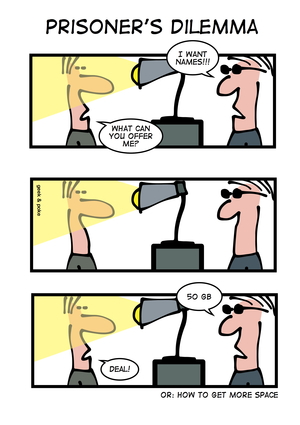 PRISONER'S DILEMMA
I WANT
NAMES!!!
WHAT CAN
YOU OFFER
ME?
geek & poke
50 GB
DEAL!
OR: HOW TO GET MORE SPACE